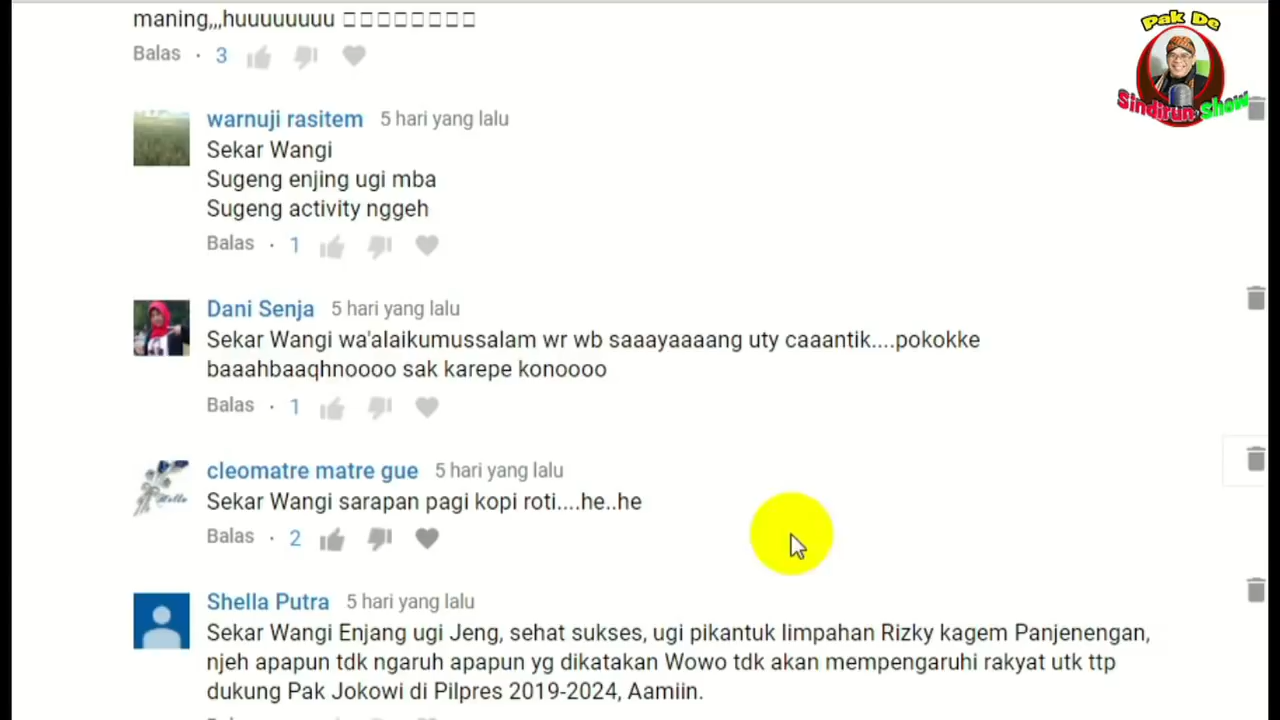 maning,,,huuuuuuuu □□□□□□□□□
Balas · 3
Pak De
Sindirun Show
warnuji rasitem 5 hari yang lalu
Sekar Wangi
Sugeng enjing ugi mba
Sugeng activity nggeh
Balas · 1
Dani Senja 5 hari yang lalu
Sekar Wangi wa'alaikumussalam wr wb saaayaaaang uty caaantik....pokokke
baaahbaaqhnoooo sak karepe konoooo
Balas · 1
cleomatre matre gue 5 hari yang lalu
Sekar Wangi sarapan pagi kopi roti....he..he
Balas · 2
Hello
Shella Putra 5 hari yang lalu
Sekar Wangi Enjang ugi Jeng, sehat sukses, ugi pikantuk limpahan Rizky kagem Panjenengan,
njeh apapun tdk ngaruh apapun yg dikatakan Wowo tdk akan mempengaruhi rakyat utk ttp
dukung Pak Jokowi di Pilpres 2019-2024, Aamiin.